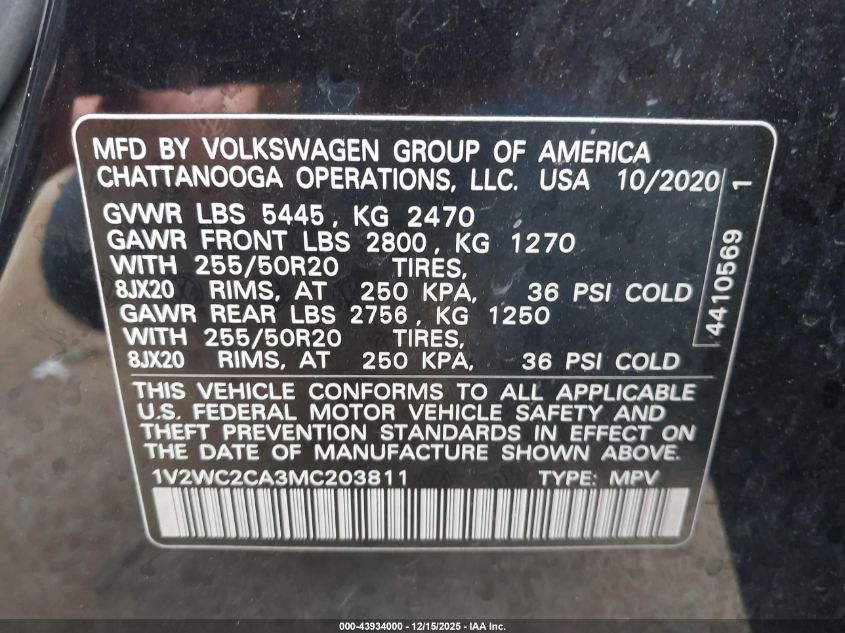 MFD BY VOLKSWAGEN GROUP OF AMERICA
CHATTANOOGA OPERATIONS, LLC. USA 10/2020
GVWR LBS 5445, KG 2470
GAWR FRONT LBS 2800, KG 1270
WITH 255/50R20 TIRES,
8JX20 RIMS, AT 250 KPA, 36 PSI COLD
GAWR REAR LBS 2756, KG 1250
WITH 255/50R20 TIRES,
8JX20 RIMS, AT 250 KPA, 36 PSI COLD
4410569 1
THIS VEHICLE CONFORMS TO ALL APPLICABLE
U.S. FEDERAL MOTOR VEHICLE SAFETY AND
THEFT PREVENTION STANDARDS IN EFFECT ON
THE DATE OF MANUFACTURE SHOWN ABOVE.
1V2WC2CA3MC203811 TYPE: MPV
000-43934000 - 12/15/2025 - IAA Inc.